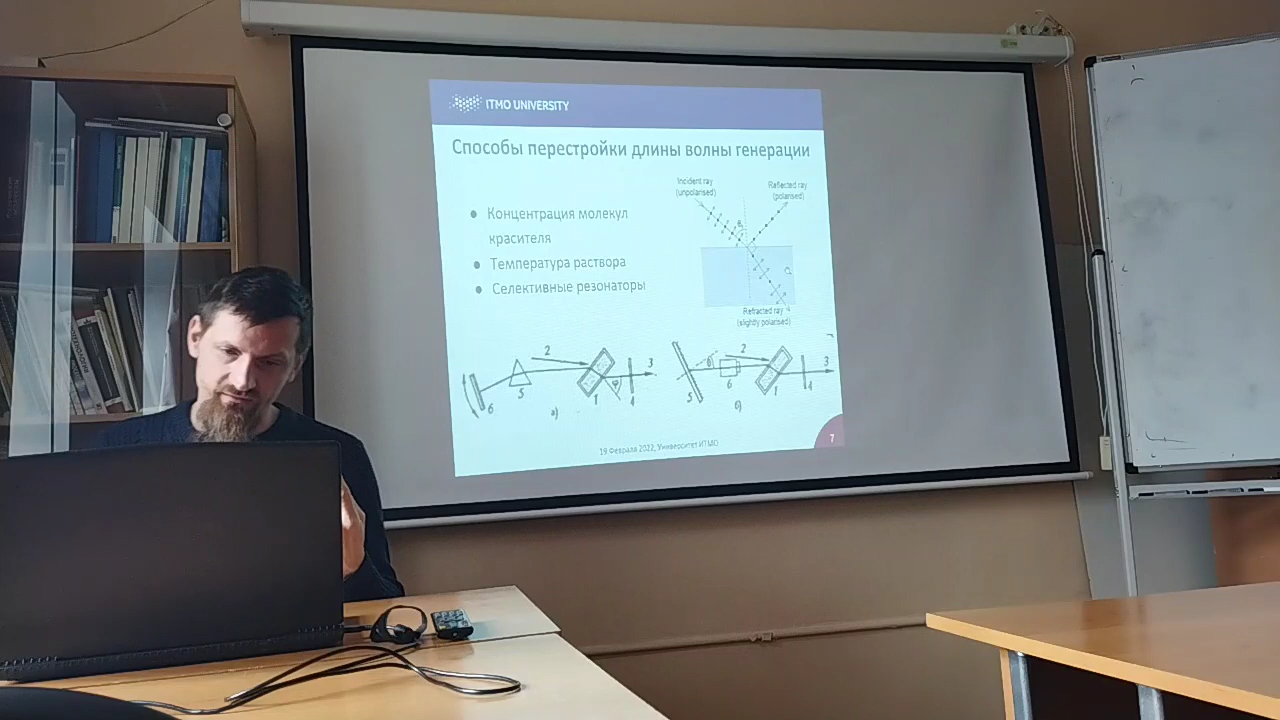 ITMO UNIVERSITY
Способы перестройки длины волны генерации
Incident ray
(unpolarised)
Reflected ray
(polarised)
● Концентрация молекул
красителя
● Температура раствора
● Селективные резонаторы
Refracted ray
(slightly polarised)
2
3
6
5
а)
1
φ
4
2
3
5
6
б)
1
4
19 Февраля 2022, Университет ИТМО
7